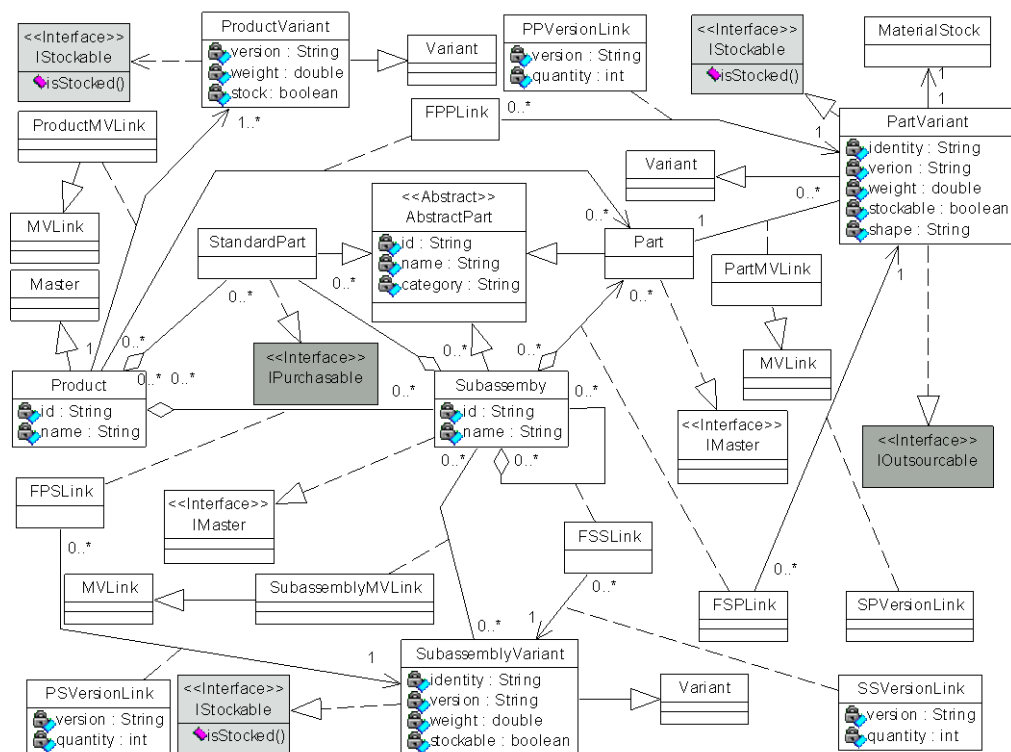 <<Interface>>
IStockable
isStocked()
ProductVariant
version : String
weight : double
stock : boolean
Variant
PPVersionLink
version : String
quantity : int
<<Interface>>
IStockable
isStocked()
MaterialStock
1
1
PartVariant
identity : String
verion : String
weight : double
stockable : boolean
shape : String
ProductMVLink
1..*
FPPLink
0..*
1
Variant
0..*
MVLink
Master
StandardPart
0..*
0..*
<<Abstract>>
AbstractPart
id : String
name : String
category : String
0..*
Part
1
0..*
PartMVLink
1
MVLink
<<Interface>>
IPurchasable
1
0..*
0..*
0..*
0..*
0..*
0..*
0..*
Product
id : String
name : String
Subassemby
id : String
name : String
<<Interface>>
IMaster
<<Interface>>
IOutsourcable
0..*
0..*
FPSLink
0..*
<<Interface>>
IMaster
FSSLink
0..*
0..*
MVLink
SubassemblyMVLink
FSPLink
SPVersionLink
0..*
1
1
PSVersionLink
version : String
quantity : int
<<Interface>>
IStockable
isStocked()
SubassemblyVariant
identity : String
version : String
weight : double
stockable : boolean
Variant
SSVersionLink
version : String
quantity : int